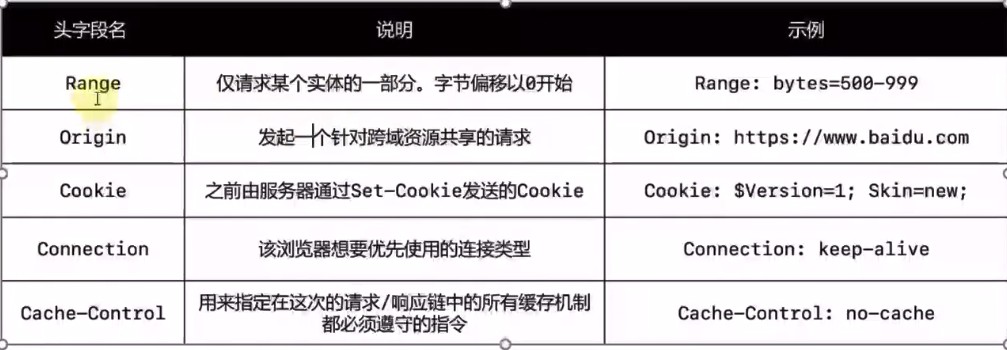 头字段名 说明 示例
Range 仅请求某个实体的一部分。字节偏移以0开始 Range: bytes=500-999
Origin 发起一个针对跨域资源共享的请求 Origin: https://www.baidu.com
Cookie 之前由服务器通过Set-Cookie发送的Cookie Cookie: $Version=1; Skin=new;
Connection 该浏览器想要优先使用的连接类型 Connection: keep-alive
Cache-Control 用来指定在这次的请求/响应链中的所有缓存机制
都必须遵守的指令 Cache-Control: no-cache